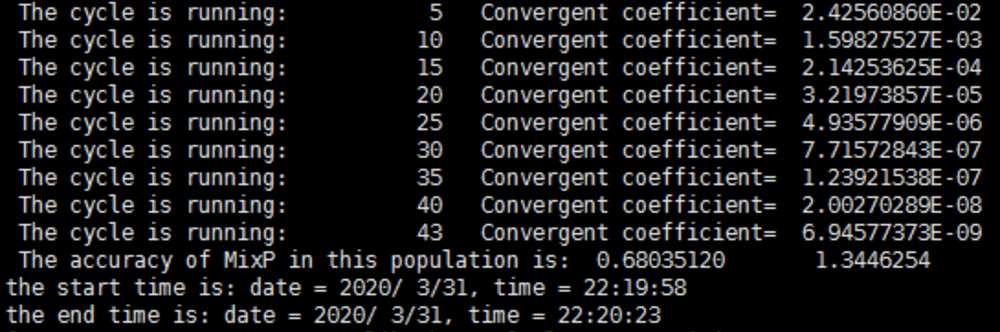 The cycle is running: 5 Convergent coefficient= 2.42560860E-02
The cycle is running: 10 Convergent coefficient= 1.59827527E-03
The cycle is running: 15 Convergent coefficient= 2.14253625E-04
The cycle is running: 20 Convergent coefficient= 3.21973857E-05
The cycle is running: 25 Convergent coefficient= 4.93577909E-06
The cycle is running: 30 Convergent coefficient= 7.71572843E-07
The cycle is running: 35 Convergent coefficient= 1.23921538E-07
The cycle is running: 40 Convergent coefficient= 2.00270289E-08
The cycle is running: 43 Convergent coefficient= 6.94577373E-09
The accuracy of MixP in this population is: 0.68035120 1.3446254
the start time is: date = 2020/ 3/31, time = 22:19:58
the end time is: date = 2020/ 3/31, time = 22:20:23